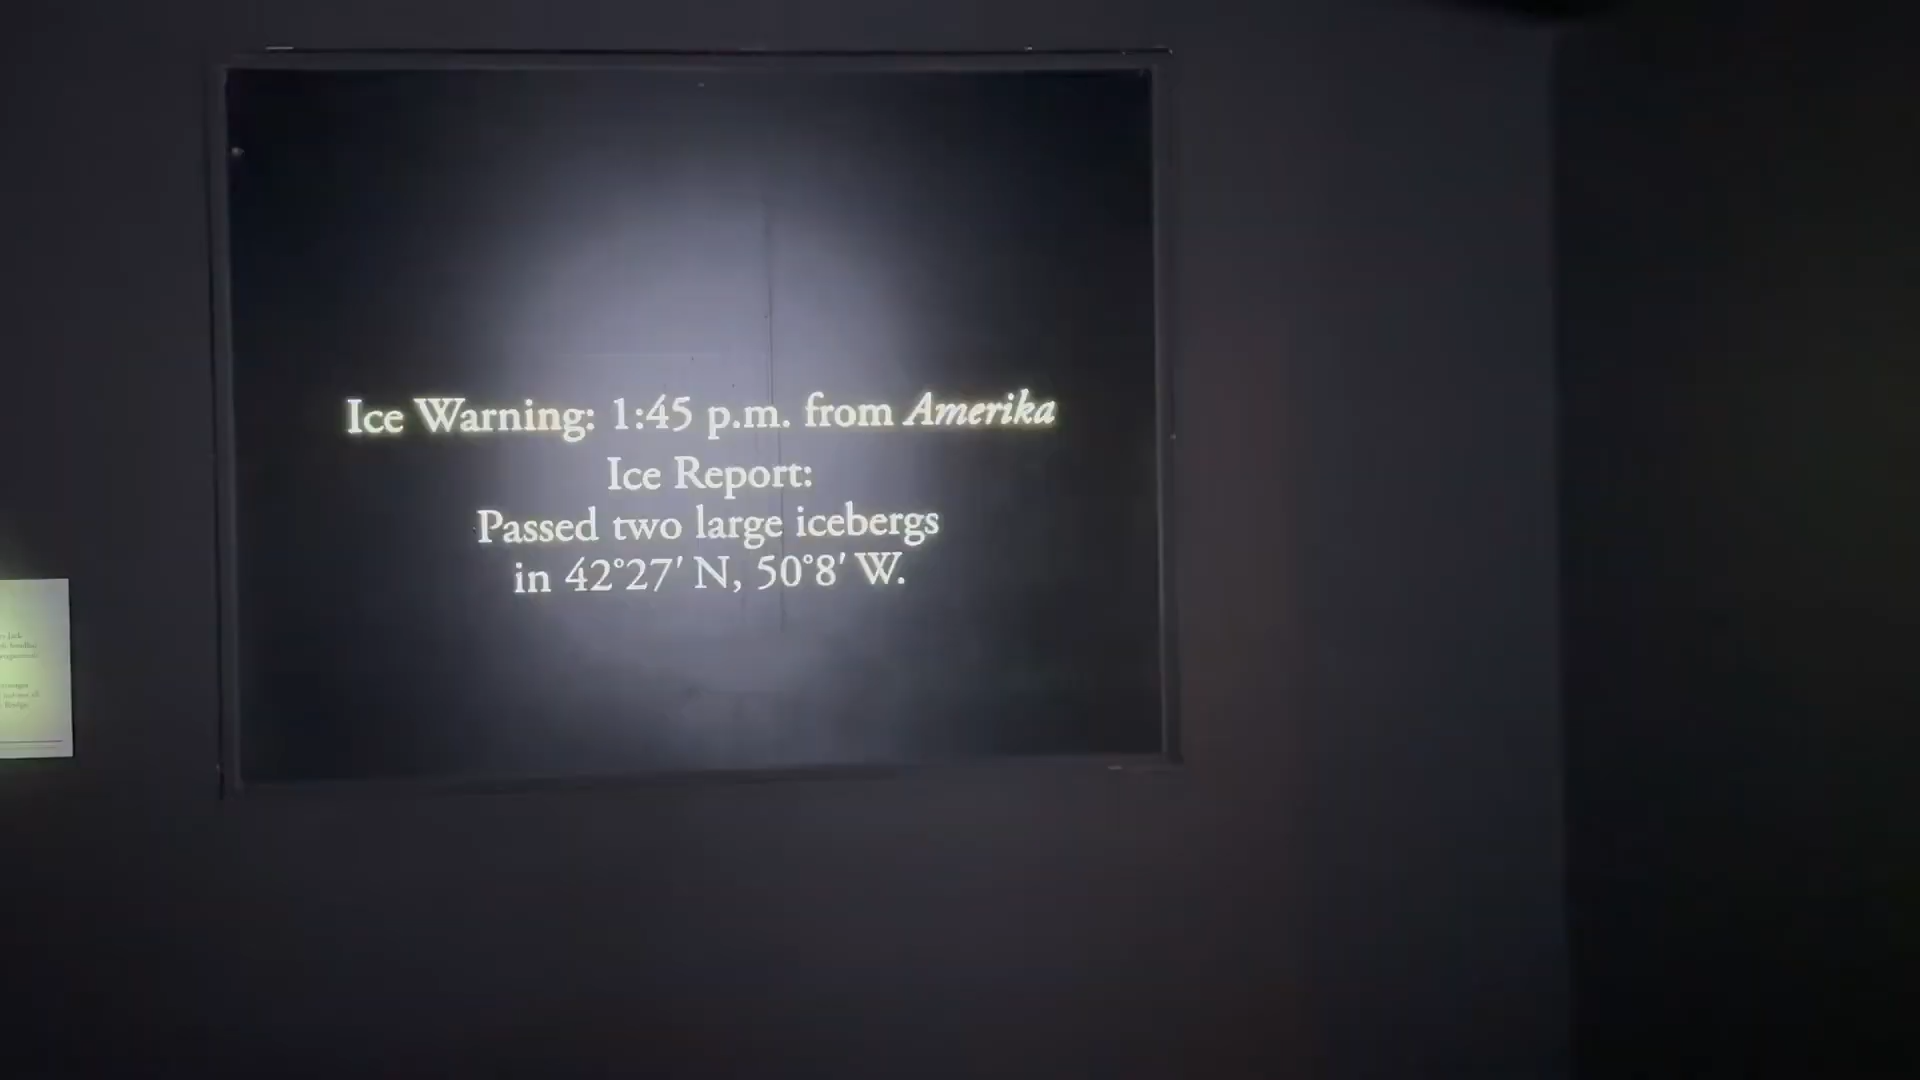 Ice Warning: 1:45 p.m. from Amerika
Ice Report:
Passed two large icebergs
in 42°27′ N, 50°8′ W.